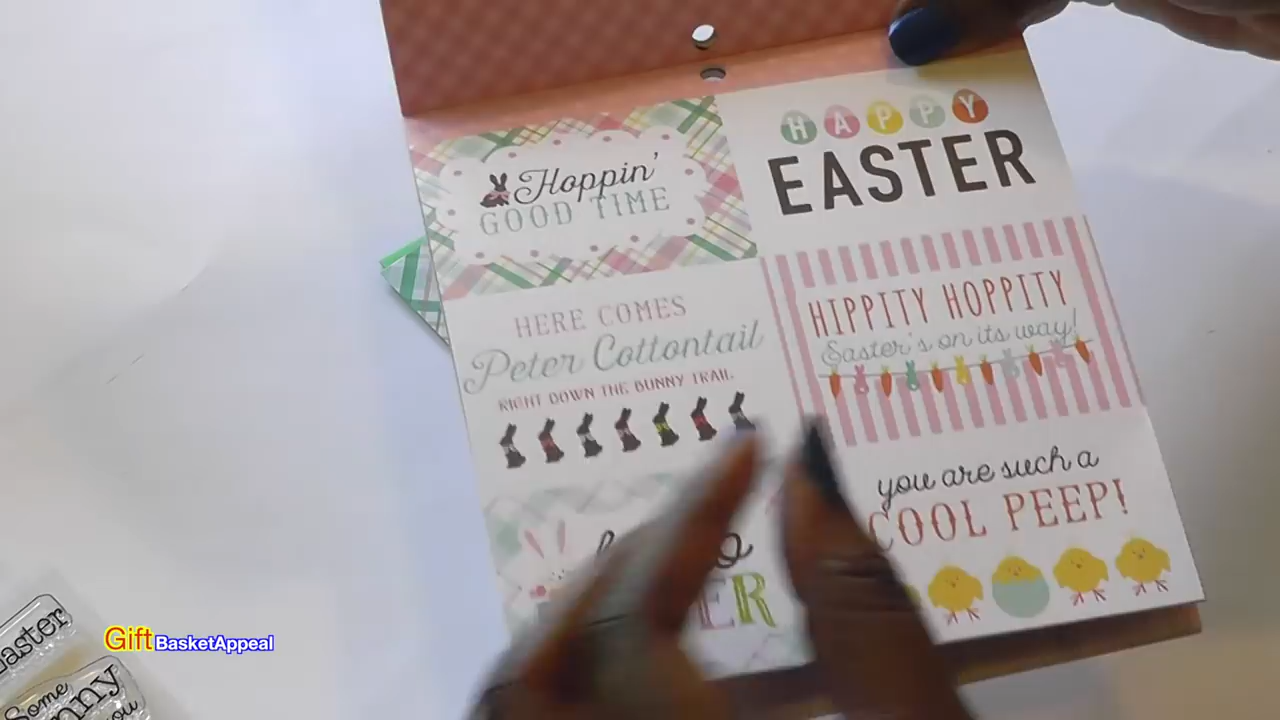 Hoppin'
GOOD TIME
HAPPY
EASTER
HERE COMES
Peter Cottontail
RIGHT DOWN THE BUNNY TRAIL
HIPPITY HOPPITY
Easter's on its way!
you are such a
COOL PEEP!
Some
you
GiftBasketAppeal